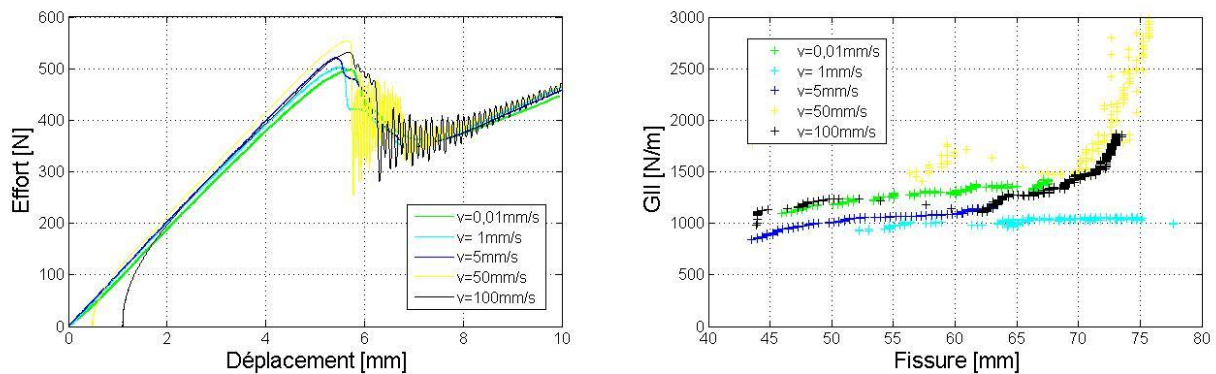 600
500
400
300
200
100
0
0 2 4 6 8 10
Effort [N]
Déplacement [mm]
v=0,01mm/s
v= 1mm/s
v=5mm/s
v=50mm/s
v=100mm/s
3000
2500
2000
1500
1000
500
0
40 45 50 55 60 65 70 75 80
GII [N/m]
Fissure [mm]
v=0,01mm/s
v= 1mm/s
v=5mm/s
v=50mm/s
v=100mm/s